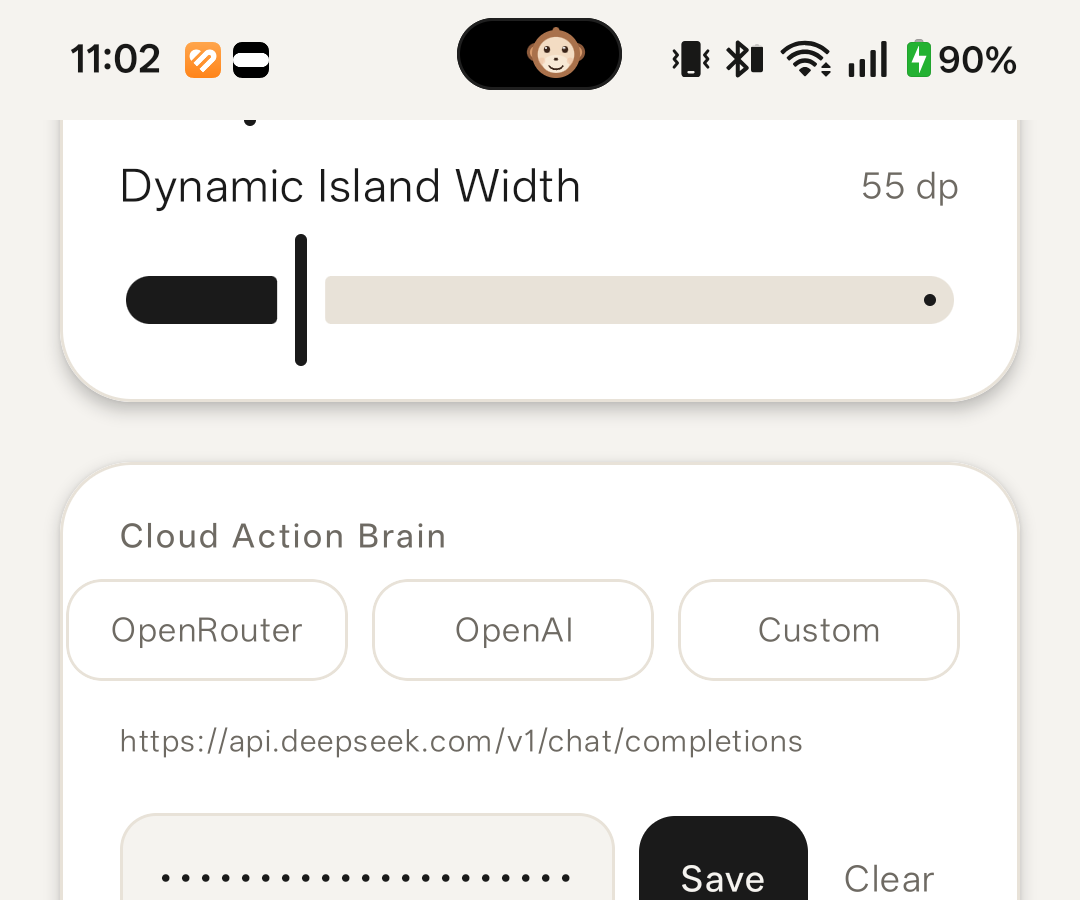 11:02
90%
Dynamic Island Width 55 dp
Cloud Action Brain
OpenRouter OpenAI Custom
https://api.deepseek.com/v1/chat/completions
••••••••••••••••••••• Save Clear